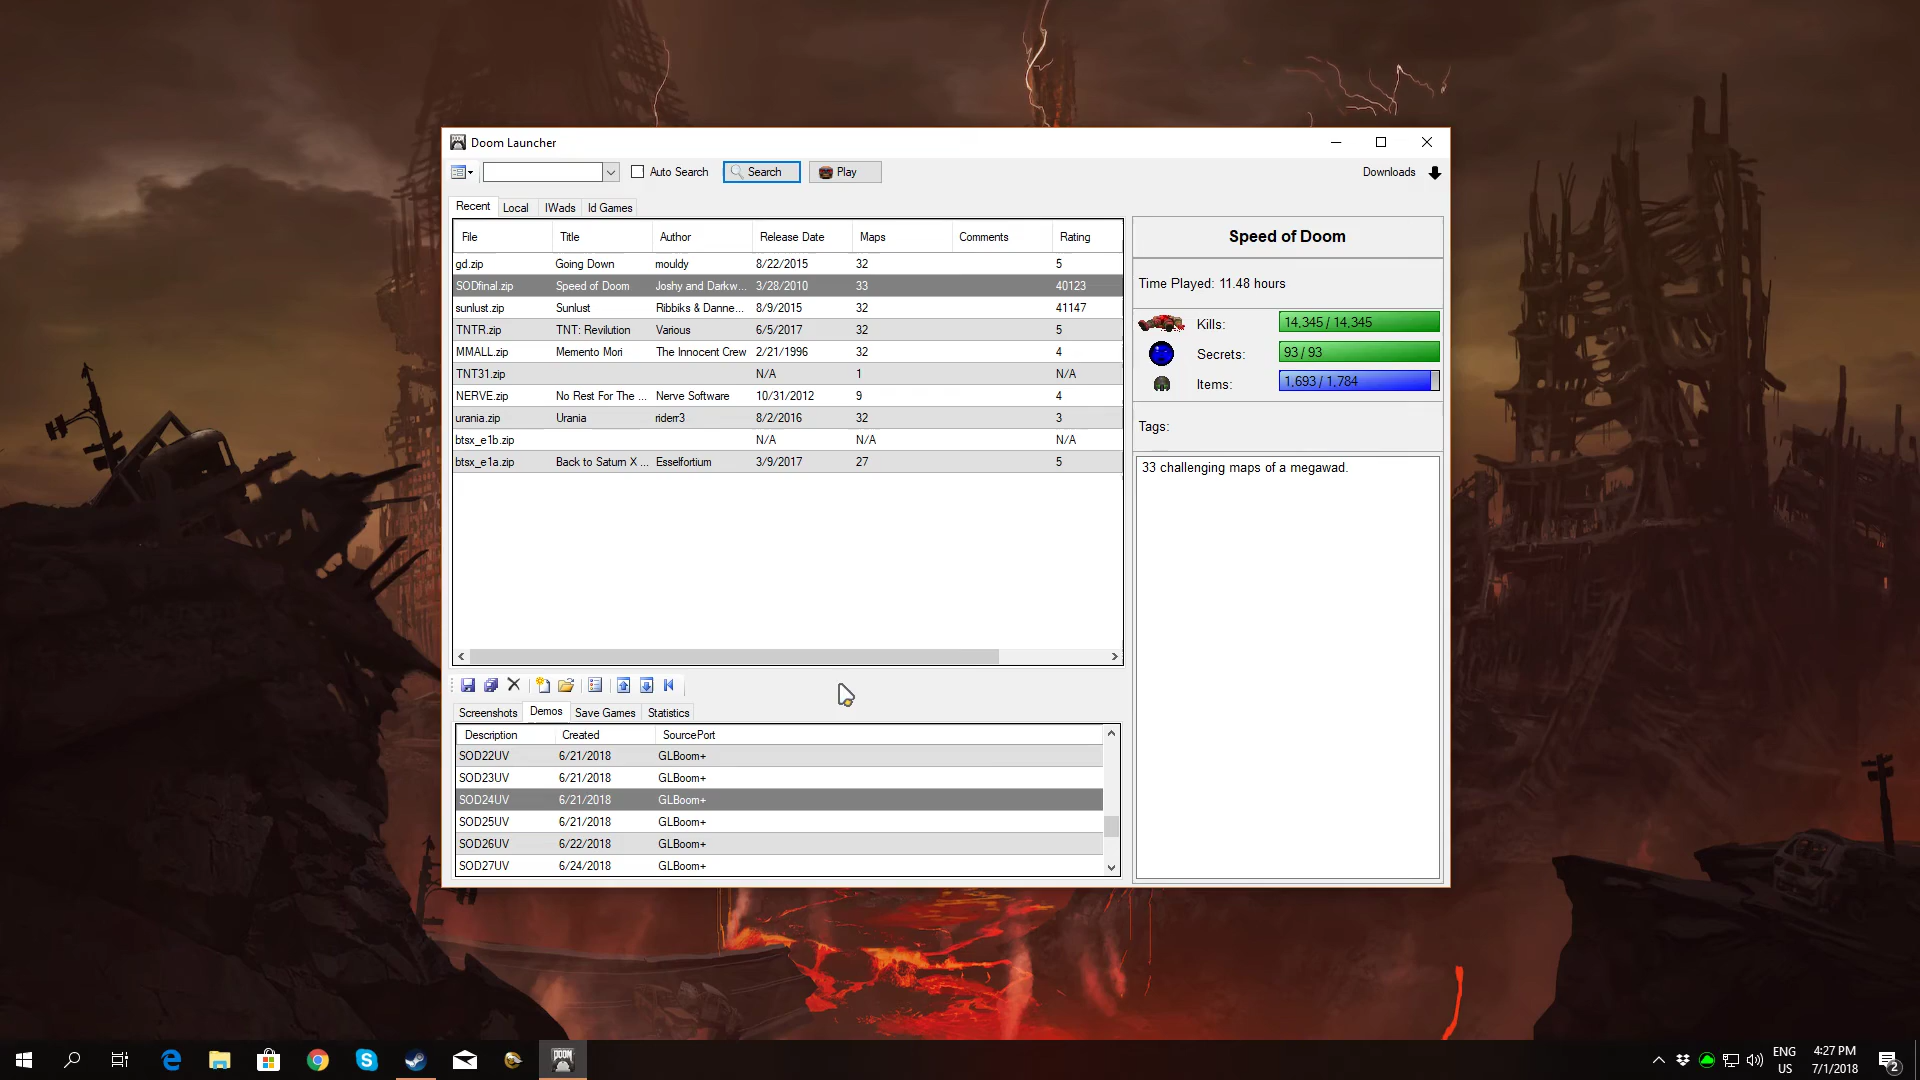 Doom Launcher
Auto Search Search Play Downloads
Recent Local IWads Id Games
File Title Author Release Date Maps Comments Rating
gd.zip Going Down mouldy 8/22/2015 32 5
SODfinal.zip Speed of Doom Joshy and Darkw... 3/28/2010 33 40123
sunlust.zip Sunlust Ribbiks & Danne... 8/9/2015 32 41147
TNTR.zip TNT: Revilution Various 6/5/2017 32 5
MMALL.zip Memento Mori The Innocent Crew 2/21/1996 32 4
TNT31.zip N/A 1 N/A
NERVE.zip No Rest For The ... Nerve Software 10/31/2012 9 4
urania.zip Urania riderr3 8/2/2016 32 3
btsx_e1b.zip N/A N/A N/A
btsx_e1a.zip Back to Saturn X ... Esselfortium 3/9/2017 27 5
Screenshots Demos Save Games Statistics
Description Created SourcePort
SOD22UV 6/21/2018 GLBoom+
SOD23UV 6/21/2018 GLBoom+
SOD24UV 6/21/2018 GLBoom+
SOD25UV 6/21/2018 GLBoom+
SOD26UV 6/22/2018 GLBoom+
SOD27UV 6/24/2018 GLBoom+
Speed of Doom
Time Played: 11.48 hours
Kills: 14,345 / 14,345
Secrets: 93 / 93
Items: 1,693 / 1,784
Tags:
33 challenging maps of a megawad.
DOOM
ENG
US
4:27 PM
7/1/2018
2